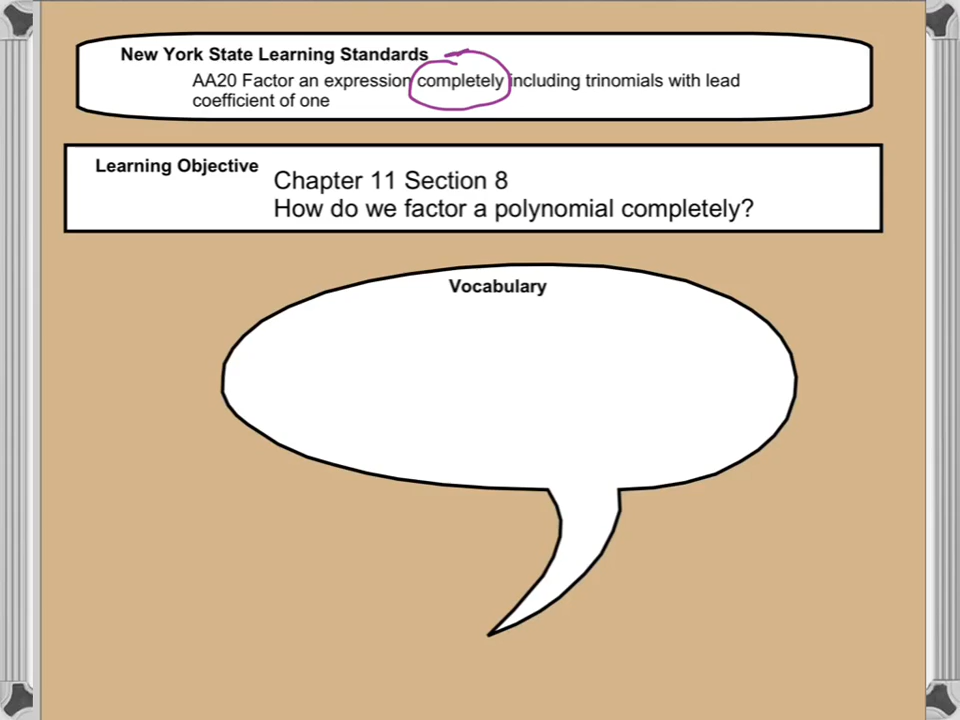 New York State Learning Standards
AA20 Factor an expression completely including trinomials with lead
coefficient of one
Learning Objective
Chapter 11 Section 8
How do we factor a polynomial completely?
Vocabulary